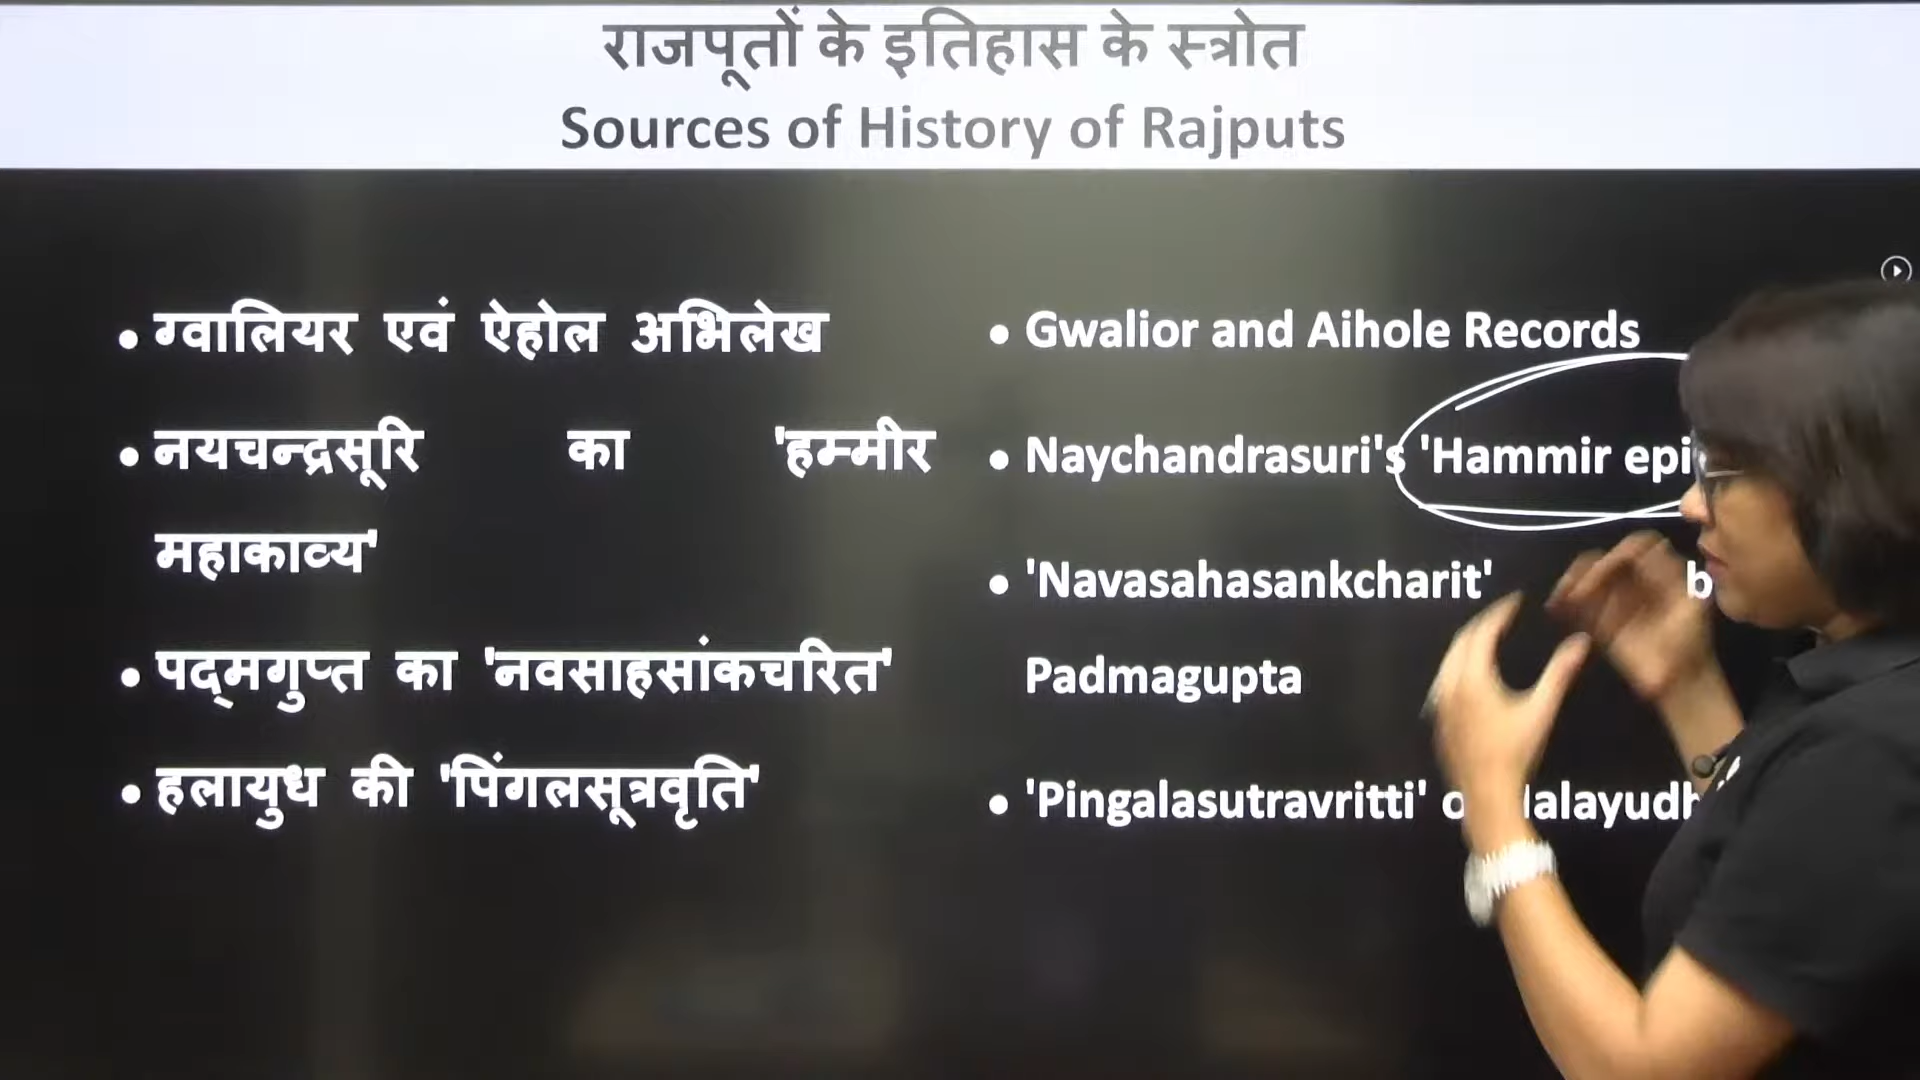 राजपूतों के इतिहास के स्त्रोत
Sources of History of Rajputs
• ग्वालियर एवं ऐहोल अभिलेख
• नयचन्द्रसूरि का 'हम्मीर
महाकाव्य'
• पद्मगुप्त का 'नवसाहसांकचरित'
• हलायुध की 'पिंगलसूत्रवृति'
• Gwalior and Aihole Records
• Naychandrasuri's 'Hammir
• 'Navasahasankcharit'
Padmagupta
• 'Pingalasutravritti'